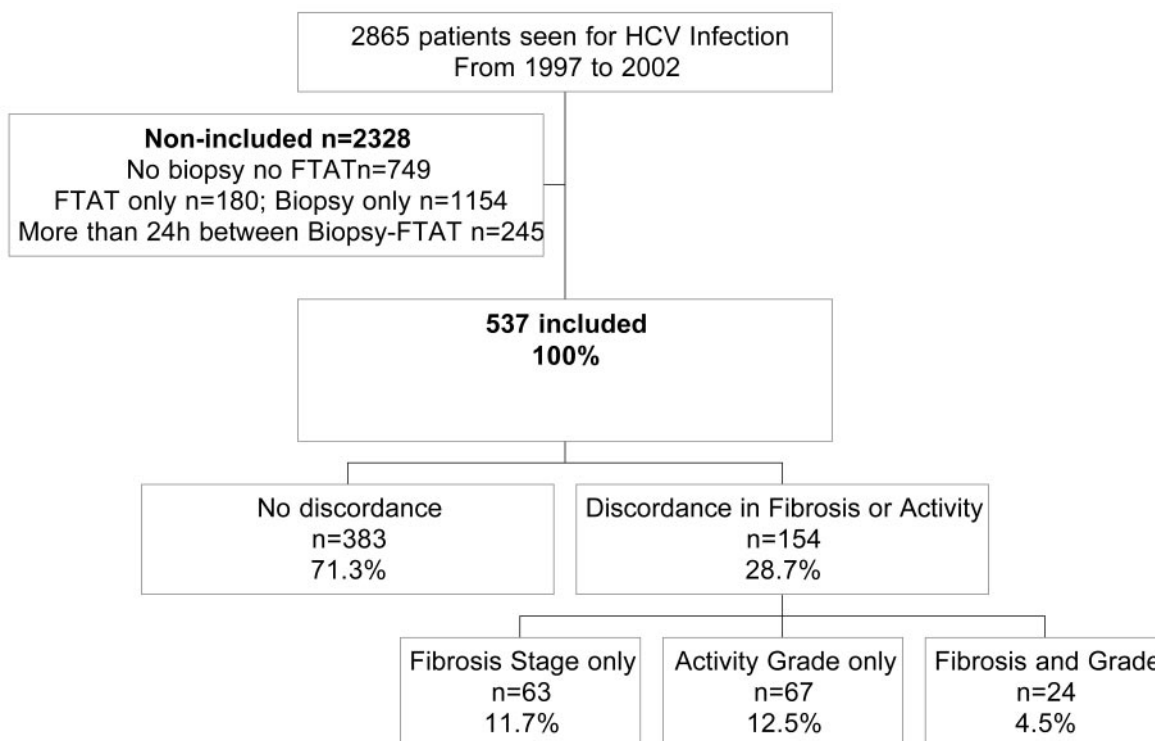 2865 patients seen for HCV Infection
From 1997 to 2002
Non-included n=2328
No biopsy no FTATn=749
FTAT only n=180; Biopsy only n=1154
More than 24h between Biopsy-FTAT n=245
537 included
100%
No discordance
n=383
71.3%
Discordance in Fibrosis or Activity
n=154
28.7%
Fibrosis Stage only
n=63
11.7%
Activity Grade only
n=67
12.5%
Fibrosis and Grade
n=24
4.5%